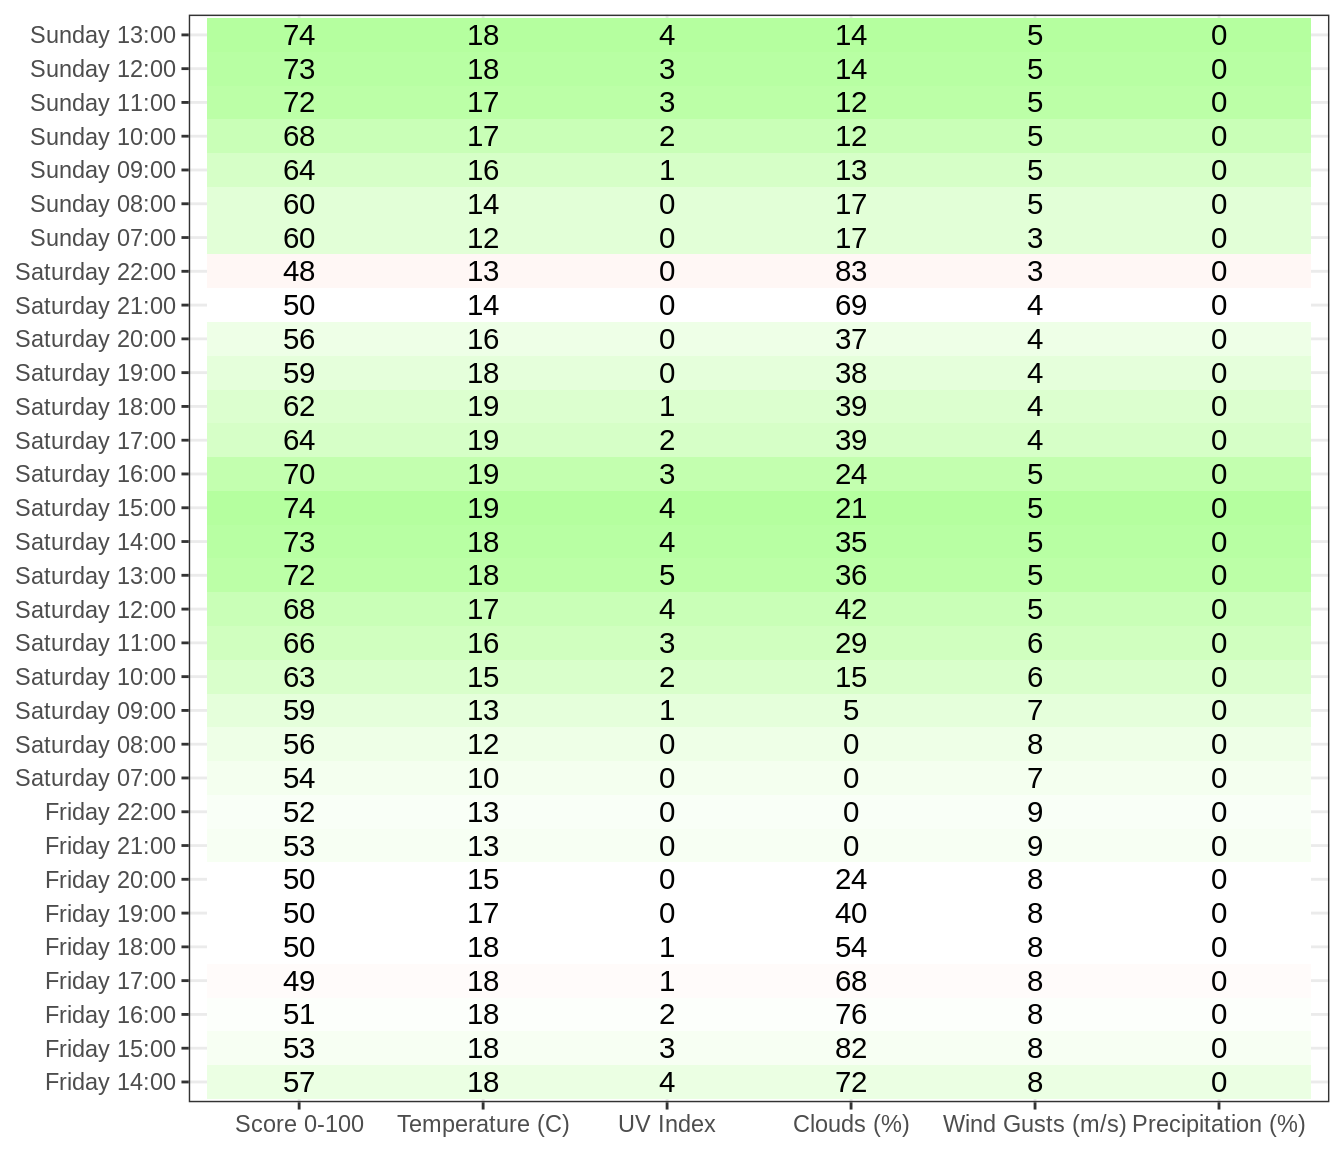 Sunday 13:00 74 18 4 14 5 0
Sunday 12:00 73 18 3 14 5 0
Sunday 11:00 72 17 3 12 5 0
Sunday 10:00 68 17 2 12 5 0
Sunday 09:00 64 16 1 13 5 0
Sunday 08:00 60 14 0 17 5 0
Sunday 07:00 60 12 0 17 3 0
Saturday 22:00 48 13 0 83 3 0
Saturday 21:00 50 14 0 69 4 0
Saturday 20:00 56 16 0 37 4 0
Saturday 19:00 59 18 0 38 4 0
Saturday 18:00 62 19 1 39 4 0
Saturday 17:00 64 19 2 39 4 0
Saturday 16:00 70 19 3 24 5 0
Saturday 15:00 74 19 4 21 5 0
Saturday 14:00 73 18 4 35 5 0
Saturday 13:00 72 18 5 36 5 0
Saturday 12:00 68 17 4 42 5 0
Saturday 11:00 66 16 3 29 6 0
Saturday 10:00 63 15 2 15 6 0
Saturday 09:00 59 13 1 5 7 0
Saturday 08:00 56 12 0 0 8 0
Saturday 07:00 54 10 0 0 7 0
Friday 22:00 52 13 0 0 9 0
Friday 21:00 53 13 0 0 9 0
Friday 20:00 50 15 0 24 8 0
Friday 19:00 50 17 0 40 8 0
Friday 18:00 50 18 1 54 8 0
Friday 17:00 49 18 1 68 8 0
Friday 16:00 51 18 2 76 8 0
Friday 15:00 53 18 3 82 8 0
Friday 14:00 57 18 4 72 8 0
Score 0-100 Temperature (C) UV Index Clouds (%) Wind Gusts (m/s) Precipitation (%)